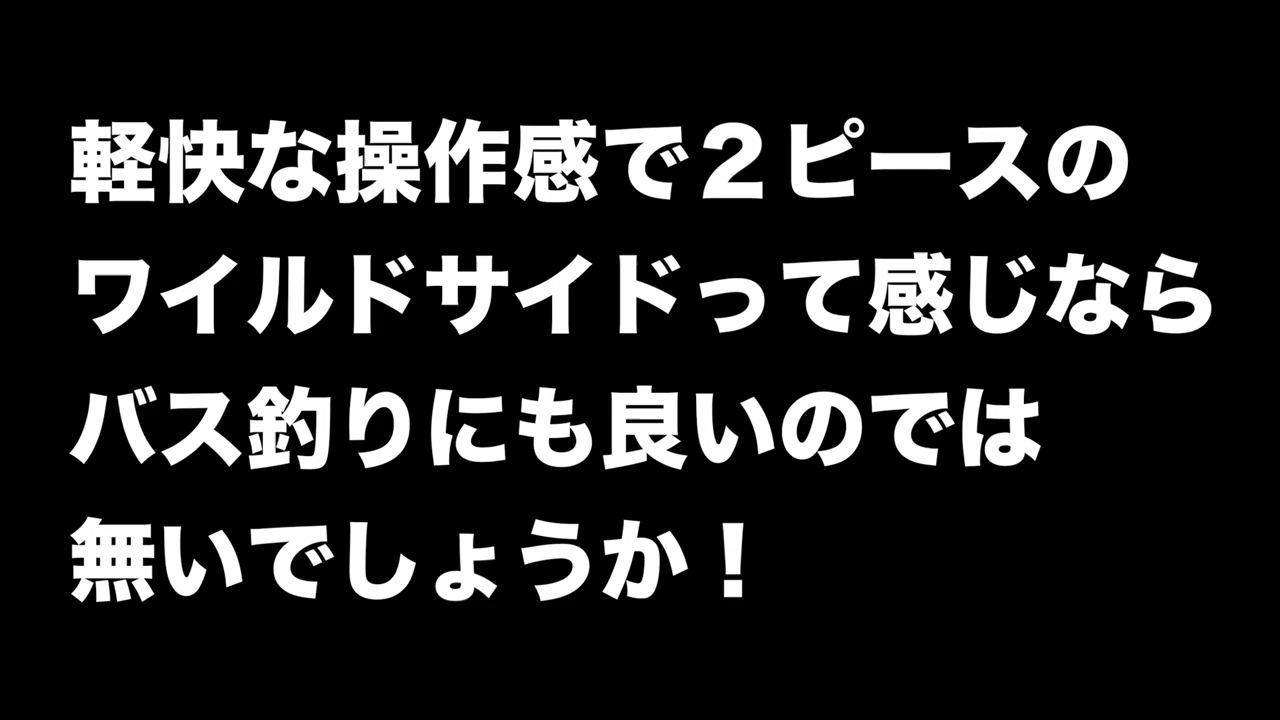 軽快な操作感で２ピースの
ワイルドサイドって感じなら
バス釣りにも良いのでは
無いでしょうか！